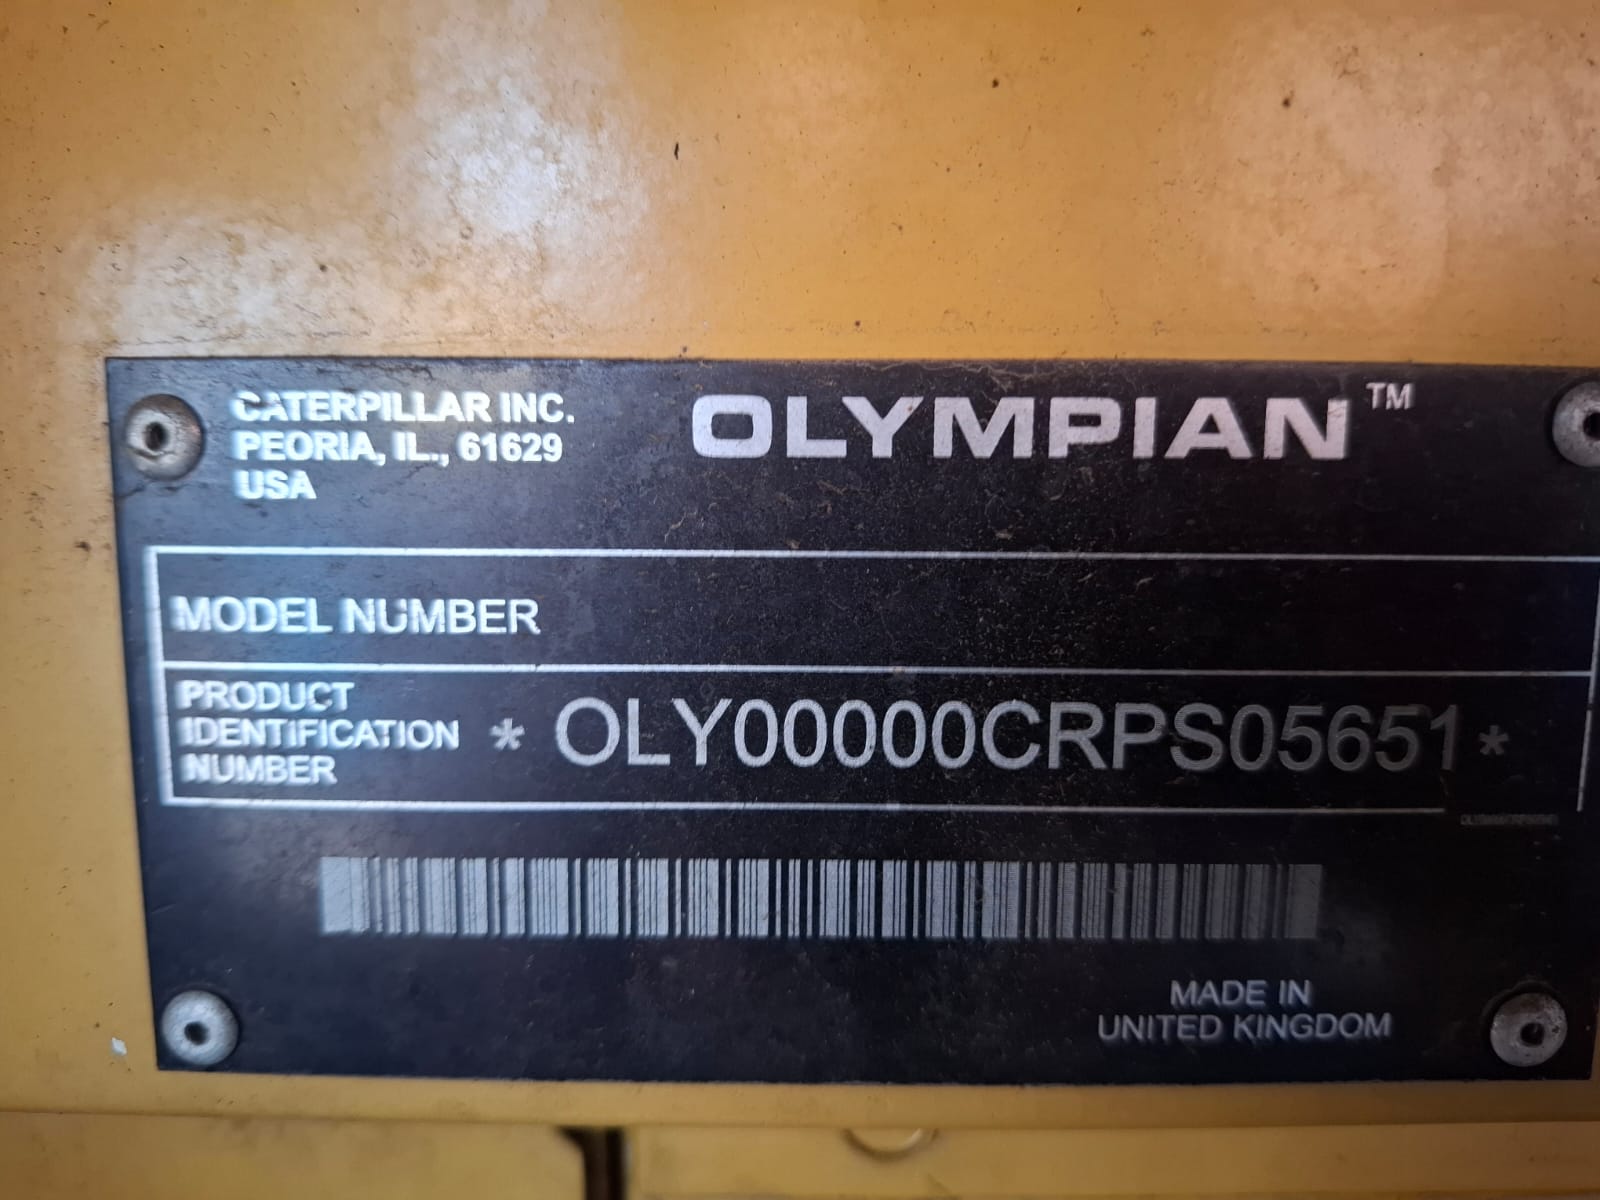 CATERPILLAR INC.
PEORIA, IL., 61629
USA
OLYMPIAN™
MODEL NUMBER
PRODUCT
IDENTIFICATION
NUMBER
* OLY00000CRPS05651*
MADE IN
UNITED KINGDOM